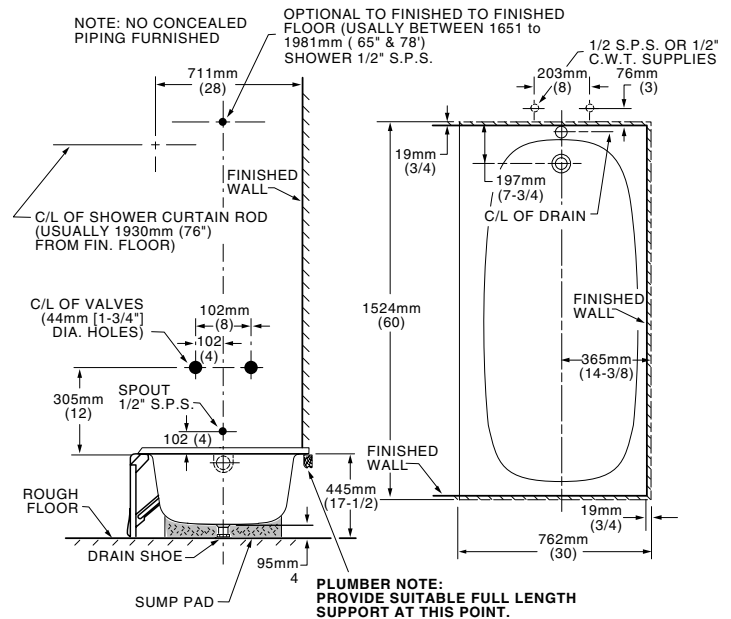 NOTE: NO CONCEALED
PIPING FURNISHED
OPTIONAL TO FINISHED TO FINISHED
FLOOR (USALLY BETWEEN 1651 to
1981mm ( 65" & 78')
SHOWER 1/2" S.P.S.
711mm
(28)
1/2 S.P.S. OR 1/2"
C.W.T. SUPPLIES
203mm
(8)
76mm
(3)
19mm
(3/4)
197mm
(7-3/4)
C/L OF DRAIN
FINISHED
WALL
C/L OF SHOWER CURTAIN ROD
(USUALLY 1930mm (76")
FROM FIN. FLOOR)
C/L OF VALVES
(44mm [1-3/4"]
DIA. HOLES)
102mm
(8)
102
(4)
1524mm
(60)
FINISHED
WALL
365mm
(14-3/8)
305mm
(12)
SPOUT
1/2" S.P.S.
102 (4)
FINISHED
WALL
445mm
(17-1/2)
ROUGH
FLOOR
19mm
(3/4)
762mm
(30)
DRAIN SHOE
95mm
4
SUMP PAD
PLUMBER NOTE:
PROVIDE SUITABLE FULL LENGTH
SUPPORT AT THIS POINT.